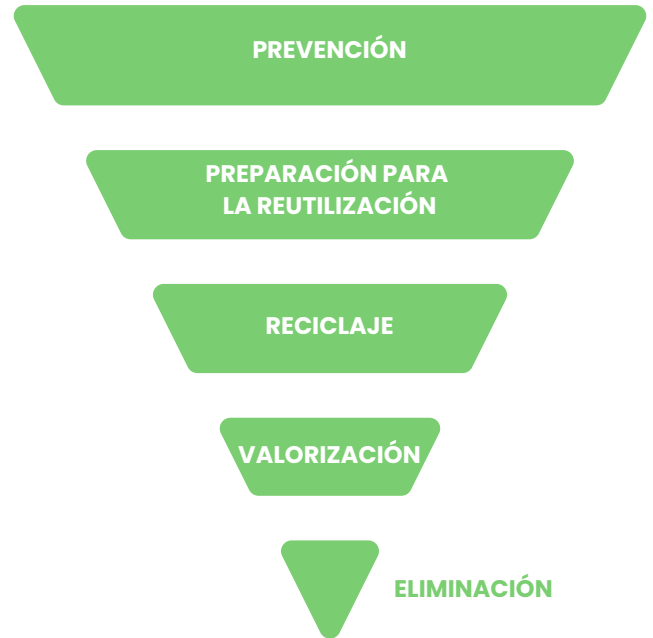 PREVENCIÓN
PREPARACIÓN PARA
LA REUTILIZACIÓN
RECICLAJE
VALORIZACIÓN
ELIMINACIÓN